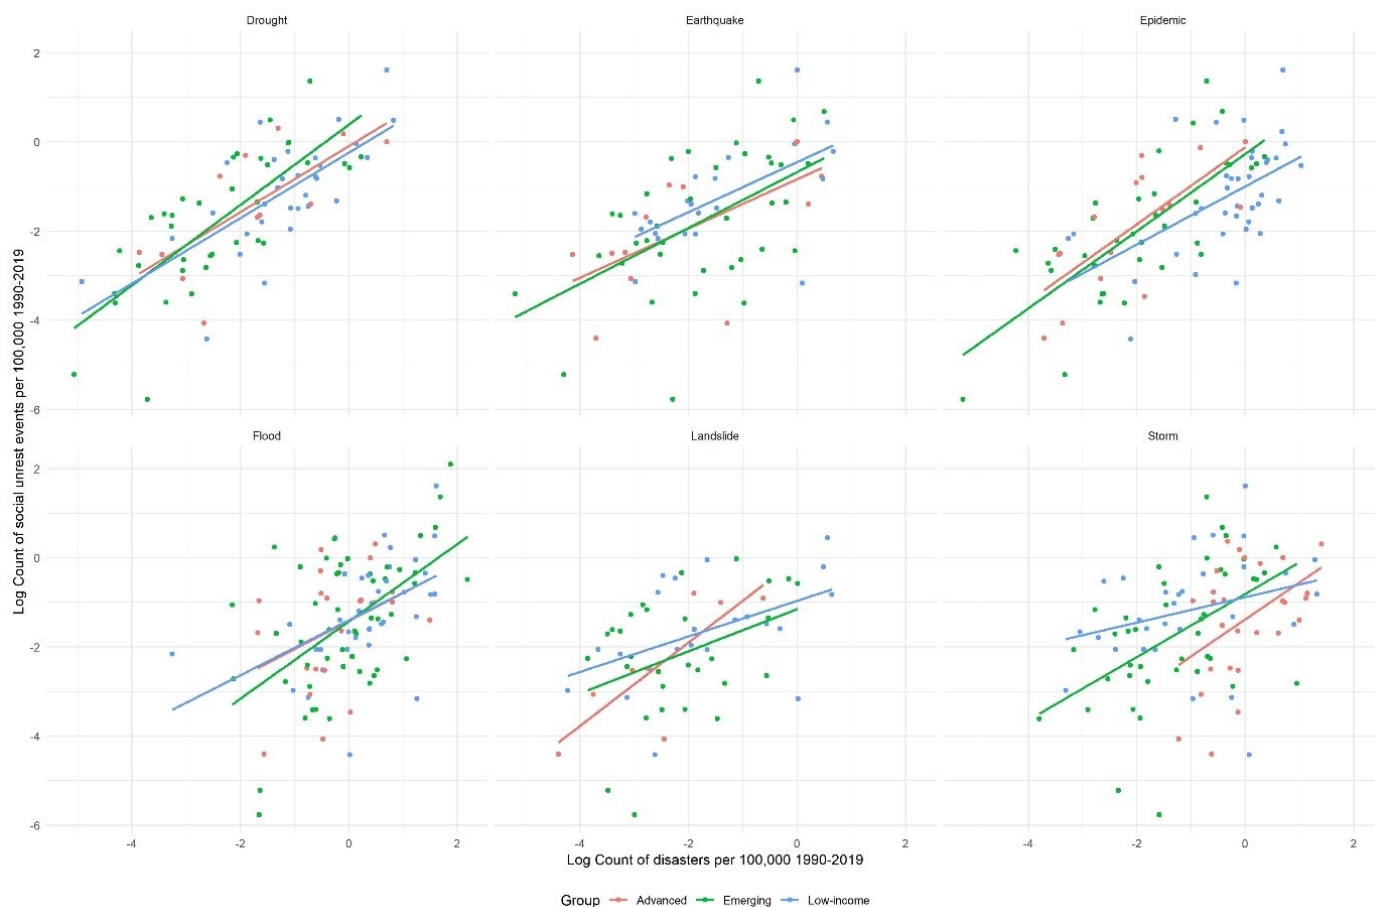 Drought Earthquake Epidemic
2
0
-2
-4
-6
Flood Landslide Storm
2
0
-2
-4
-6
-4 -2 0 2 -4 -2 0 2 -4 -2 0 2
Log Count of disasters per 100,000 1990-2019
Log Count of social unrest events per 100,000 1990-2019
Group Advanced Emerging Low-income